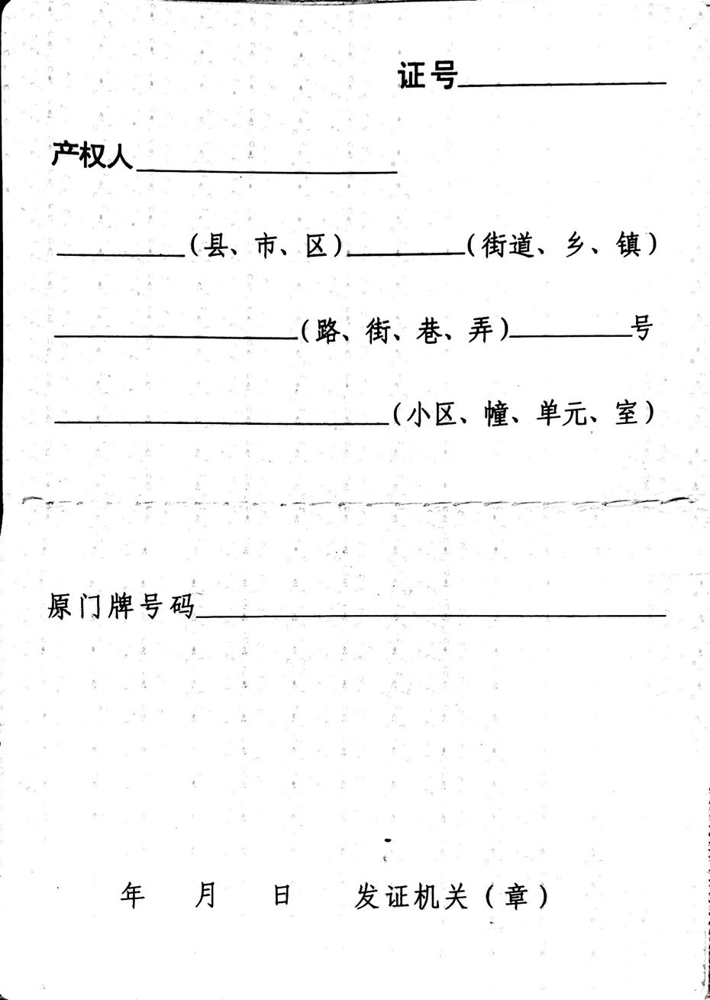 证号
产权人
(县、市、区) (街道、乡、镇)
(路、街、巷、弄) 号
(小区、幢、单元、室)
原门牌号码
年 月 日 发证机关(章)